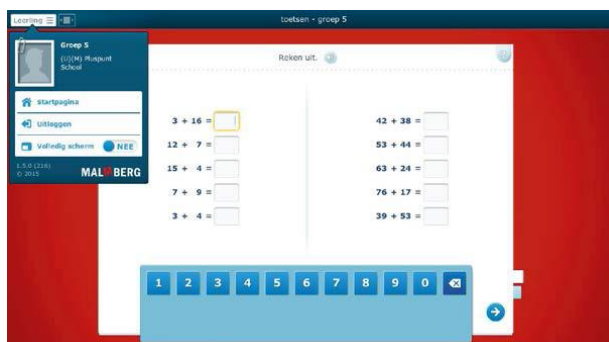 Leerling
toetsen - groep 5
Groep 5
(U)(M) Pluspunt
School
Startpagina
Uitloggen
Volledig scherm NEE
1.5.0 (216)
© 2015
MALMBERG
Reken uit.
3 + 16 =
12 + 7 =
15 + 4 =
7 + 9 =
3 + 4 =
42 + 38 =
53 + 44 =
63 + 24 =
76 + 17 =
39 + 53 =
1 2 3 4 5 6 7 8 9 0